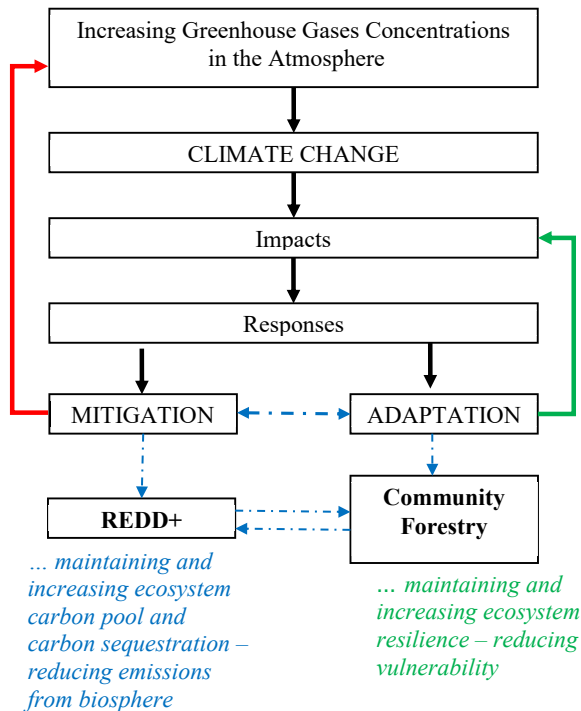 Increasing Greenhouse Gases Concentrations
in the Atmosphere
CLIMATE CHANGE
Impacts
Responses
MITIGATION
ADAPTATION
REDD+
Community
Forestry
… maintaining and
increasing ecosystem
carbon pool and
carbon sequestration –
reducing emissions
from biosphere
… maintaining and
increasing ecosystem
resilience – reducing
vulnerability